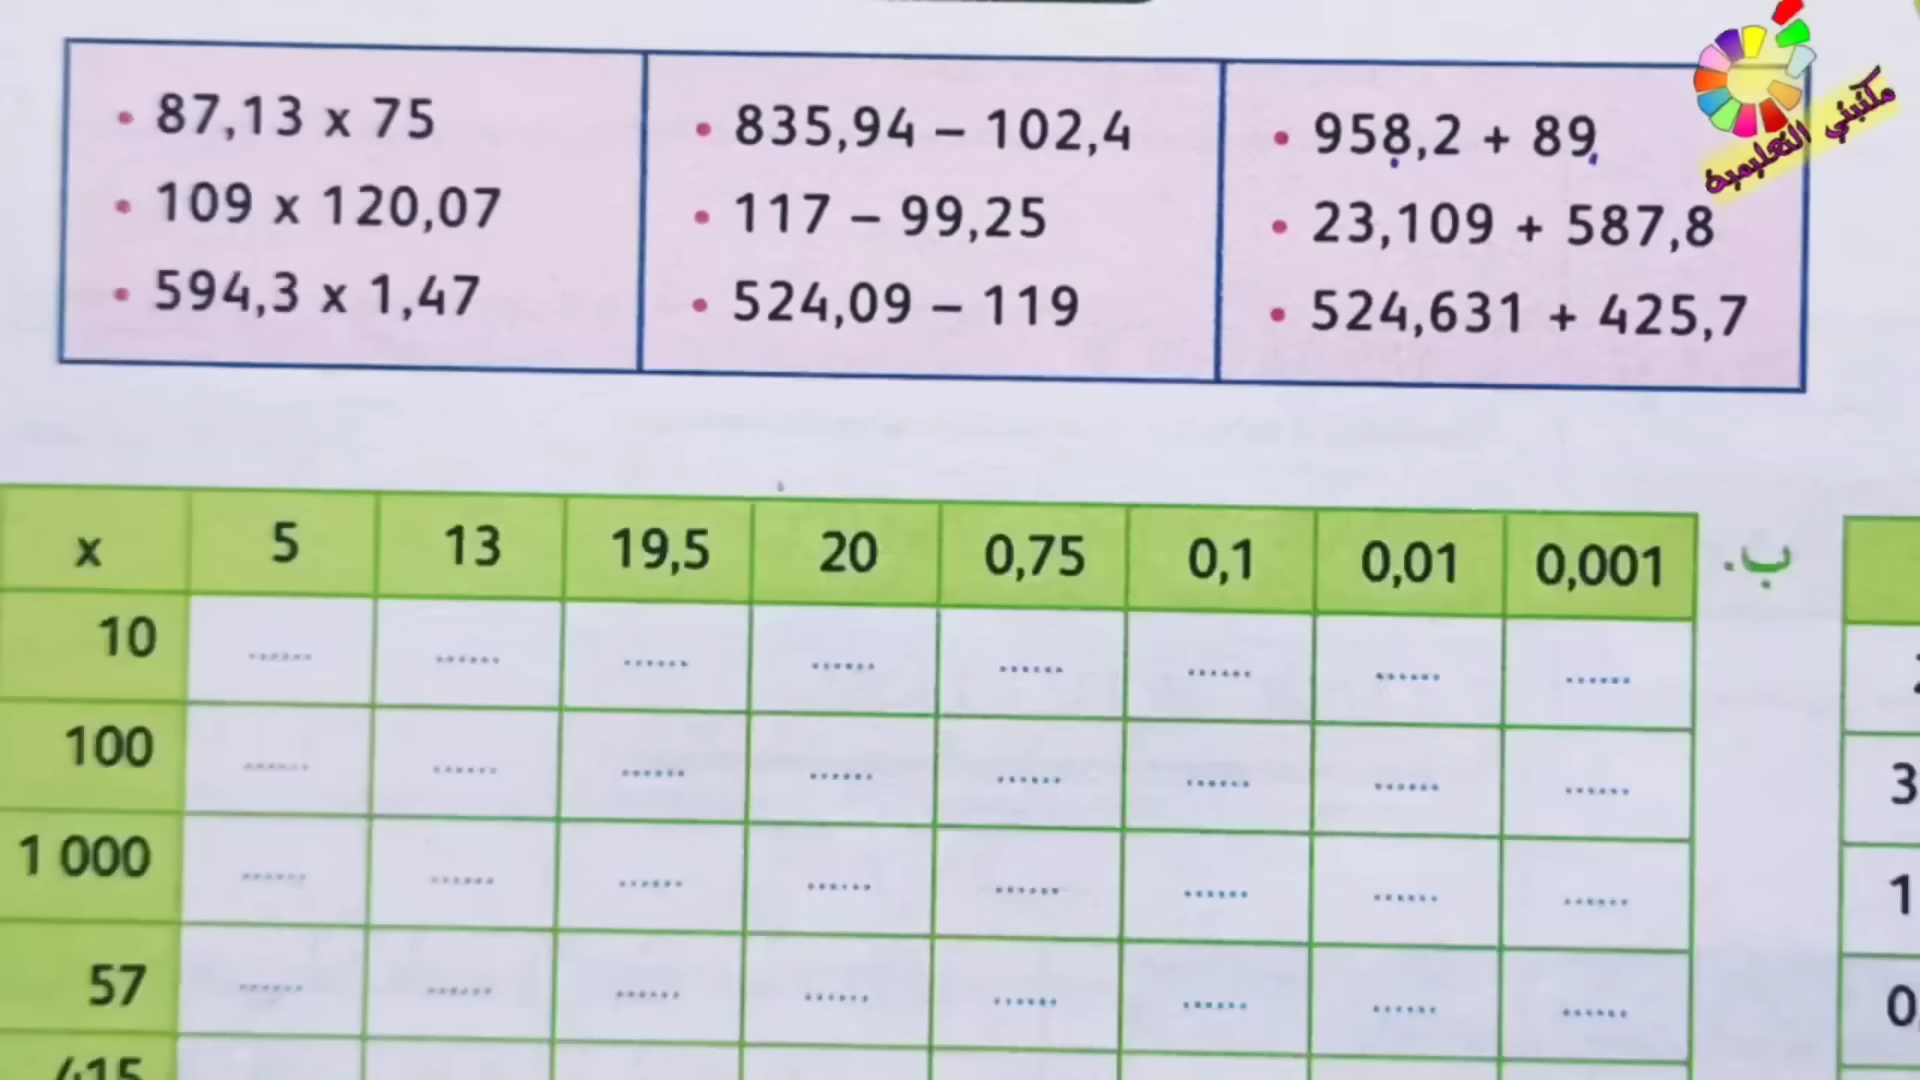 87,13 x 75
109 x 120,07
594,3 x 1,47
835,94 – 102,4
117 – 99,25
524,09 – 119
958,2 + 89
23,109 + 587,8
524,631 + 425,7
مكتبتي التعليمية
ب.
x 5 13 19,5 20 0,75 0,1 0,01 0,001
10 ...... ...... ...... ...... ...... ...... ...... ......
100 ...... ...... ...... ...... ...... ...... ...... ......
1 000 ...... ...... ...... ...... ...... ...... ...... ......
57 ...... ...... ...... ...... ...... ...... ...... ......
415
3
1
0,